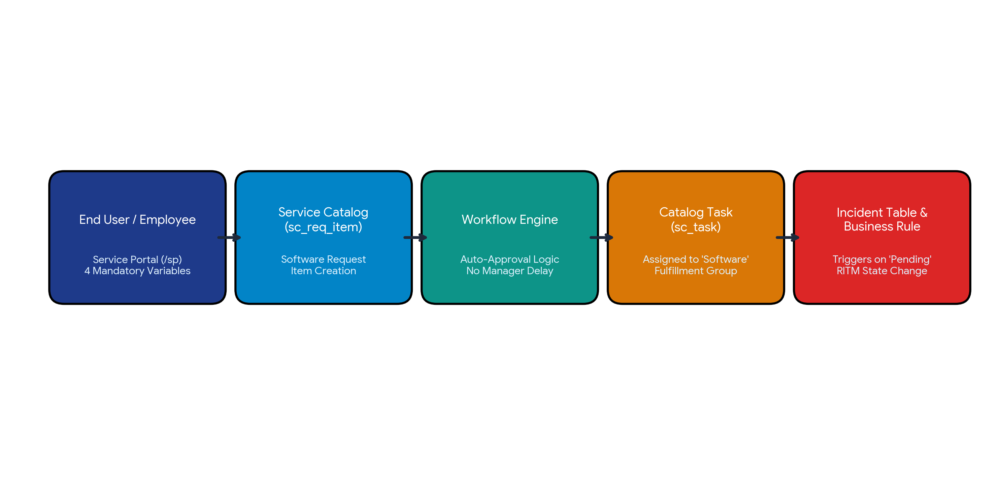 End User / Employee
Service Portal (/sp)
4 Mandatory Variables
Service Catalog
(sc_req_item)
Software Request
Item Creation
Workflow Engine
Auto-Approval Logic
No Manager Delay
Catalog Task
(sc_task)
Assigned to 'Software'
Fulfillment Group
Incident Table &
Business Rule
Triggers on 'Pending'
RITM State Change